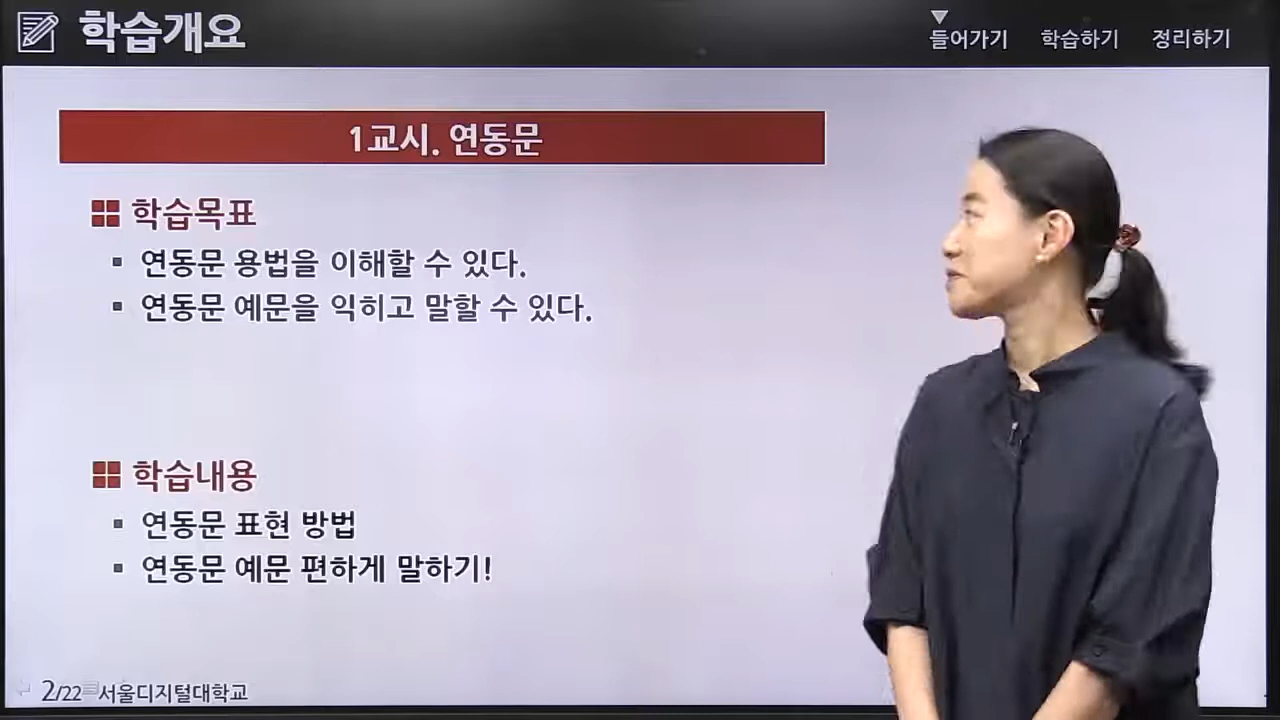 학습개요
들어가기 학습하기 정리하기
1교시. 연동문
학습목표
연동문 용법을 이해할 수 있다.
연동문 예문을 익히고 말할 수 있다.
학습내용
연동문 표현 방법
연동문 예문 편하게 말하기!
2/22 서울디지털대학교